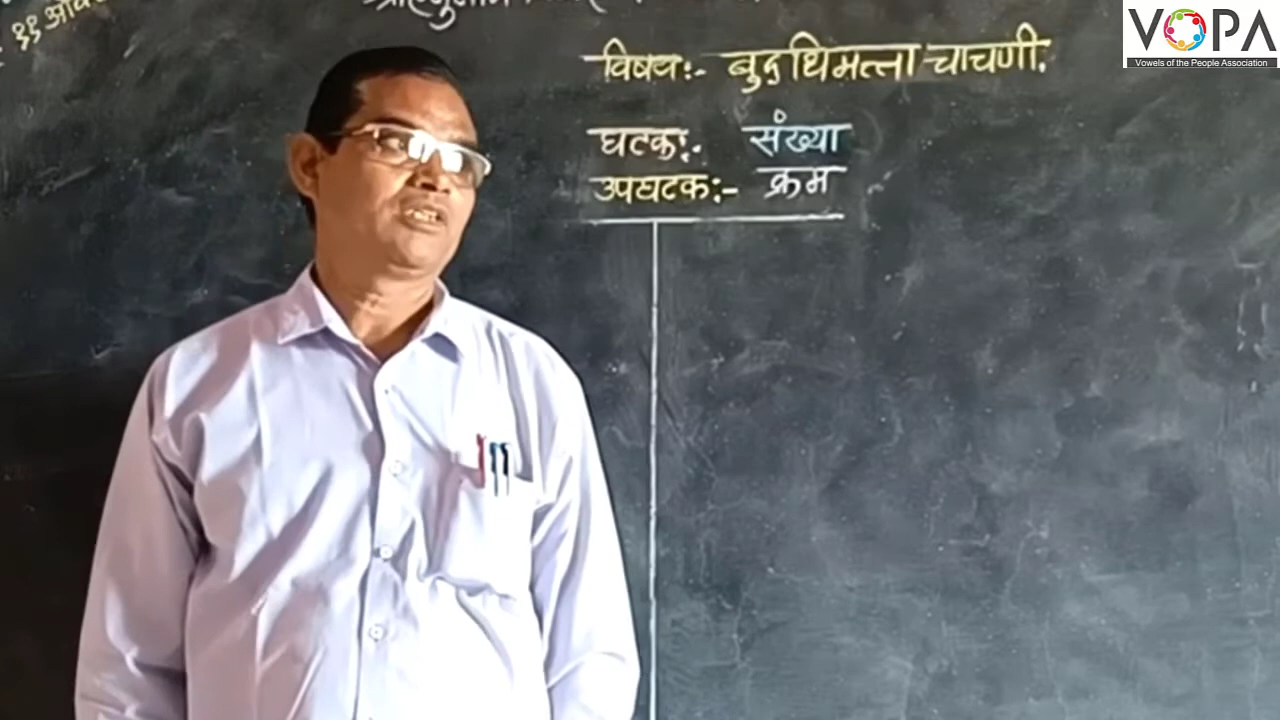 विषय:- बुद्धिमत्ता चाचणी.
घटक:- संख्या
उपघटक:- क्रम
VOPA
Vowels of the People Association